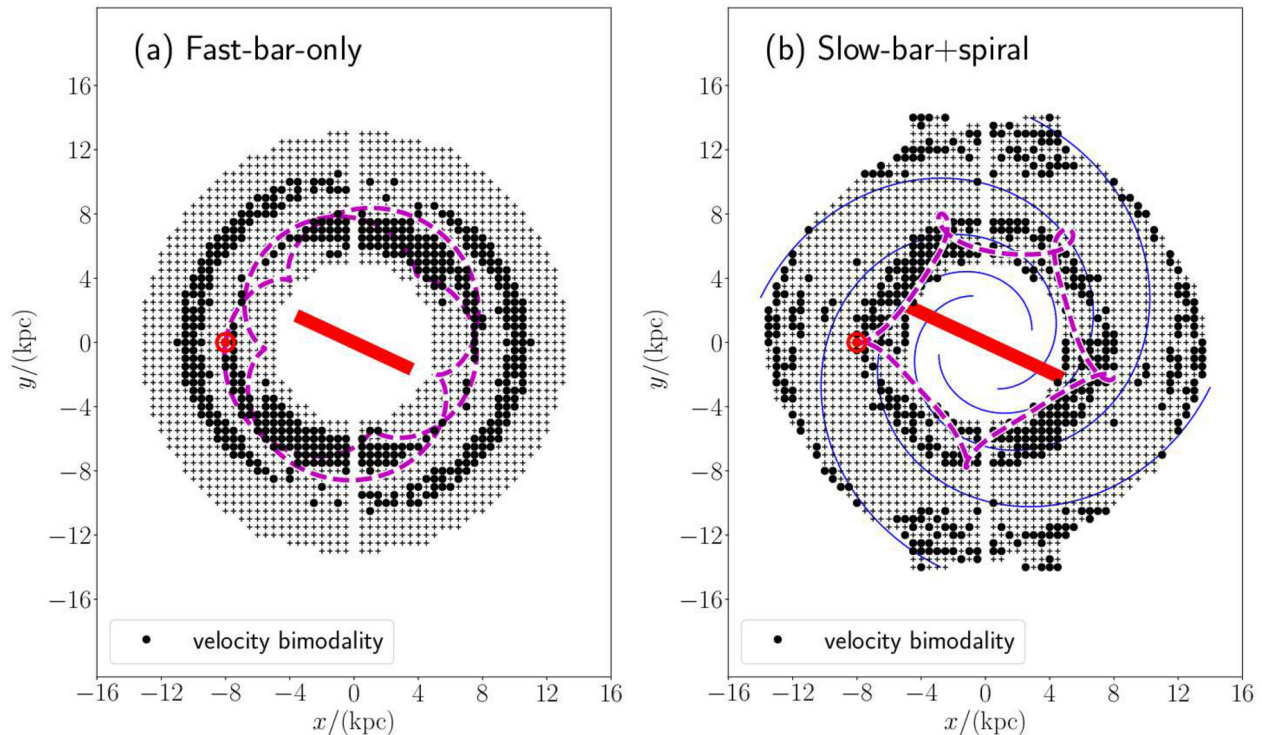 (a) Fast-bar-only
16
12
8
4
0
−4
−8
−12
−16
y/(kpc)
velocity bimodality
−16 −12 −8 −4 0 4 8 12 16
x/(kpc)
(b) Slow-bar+spiral
16
12
8
4
0
−4
−8
−12
−16
y/(kpc)
velocity bimodality
−16 −12 −8 −4 0 4 8 12 16
x/(kpc)